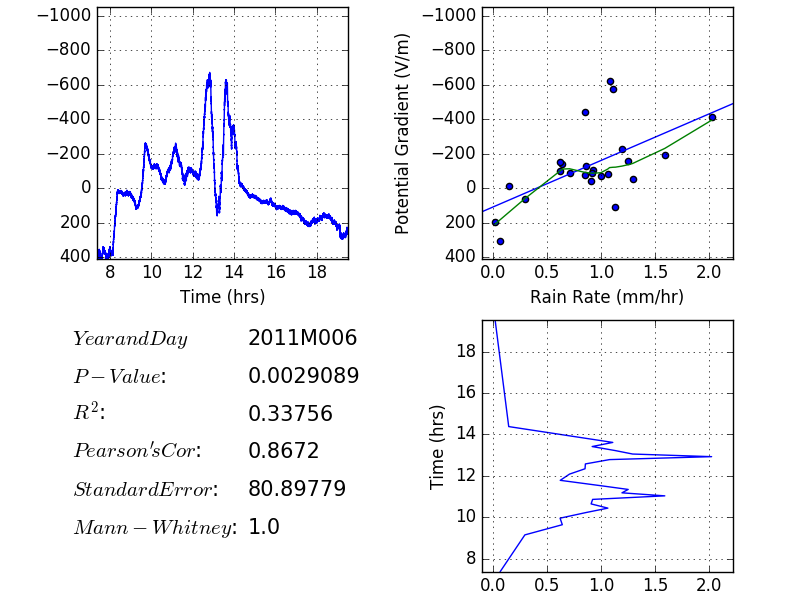 −1000
−800
−600
−400
−200
0
200
400
8 10 12 14 16 18
Time (hrs)
−1000
−800
−600
−400
−200
0
200
400
Potential Gradient (V/m)
0.0 0.5 1.0 1.5 2.0
Rain Rate (mm/hr)
YearandDay 2011M006
P−Value: 0.0029089
R²: 0.33756
Pearson'sCor: 0.8672
StandardError: 80.89779
Mann−Whitney: 1.0
18
16
14
12
10
8
Time (hrs)
0.0 0.5 1.0 1.5 2.0